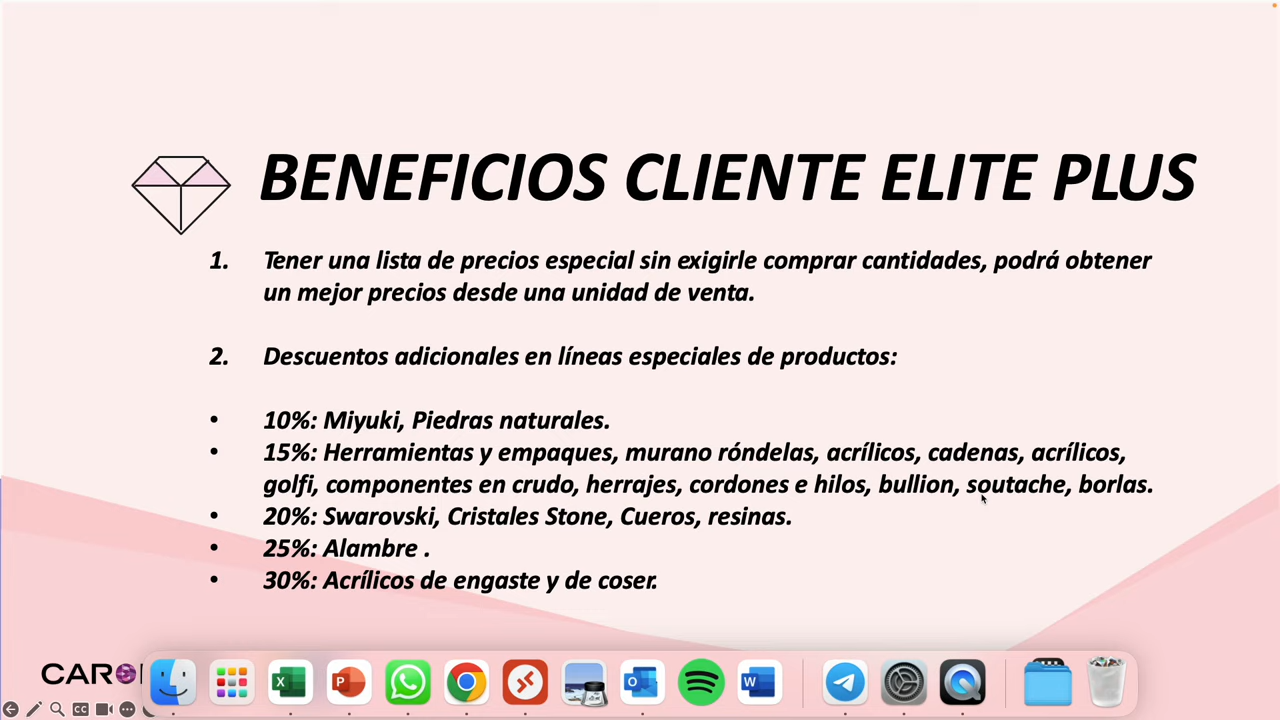 BENEFICIOS CLIENTE ELITE PLUS
1. Tener una lista de precios especial sin exigirle comprar cantidades, podrá obtener
un mejor precios desde una unidad de venta.
2. Descuentos adicionales en líneas especiales de productos:
• 10%: Miyuki, Piedras naturales.
• 15%: Herramientas y empaques, murano róndelas, acrílicos, cadenas, acrílicos,
golfi, componentes en crudo, herrajes, cordones e hilos, bullion, soutache, borlas.
• 20%: Swarovski, Cristales Stone, Cueros, resinas.
• 25%: Alambre .
• 30%: Acrílicos de engaste y de coser.